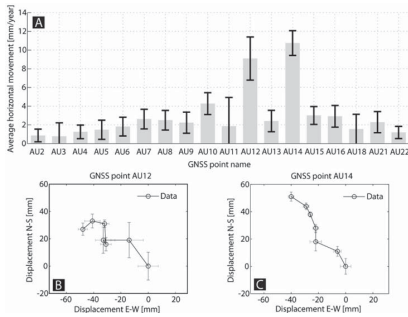 A
Average horizontal movement [mm/year]
14
12
10
8
6
4
2
0
AU2 AU3 AU4 AU5 AU6 AU7 AU8 AU9 AU10 AU11 AU12 AU13 AU14 AU15 AU16 AU18 AU21 AU22
GNSS point name
GNSS point AU12
Displacement N-S [mm]
60
40
20
0
-20
Data
B
-60 -40 -20 0 20
Displacement E-W [mm]
GNSS point AU14
Displacement N-S [mm]
60
40
20
0
-20
Data
C
-60 -40 -20 0 20
Displacement E-W [mm]